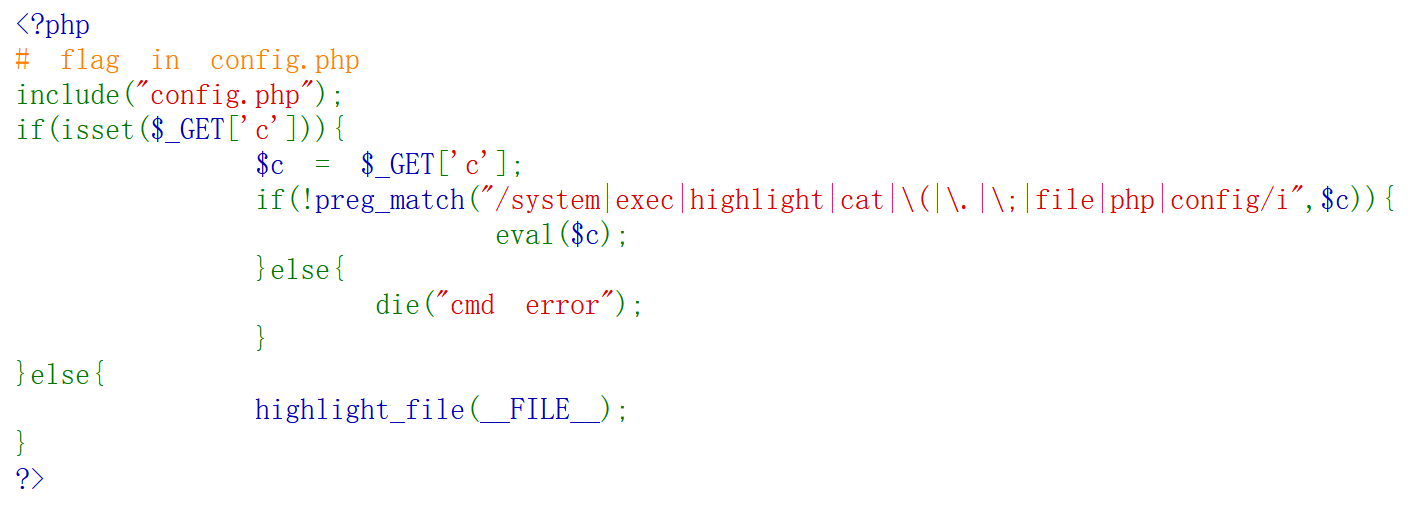 <?php
# flag in config.php
include("config.php");
if(isset($_GET['c'])){
$c = $_GET['c'];
if(!preg_match("/system|exec|highlight|cat|\(|\.|\;|file|php|config/i",$c)){
eval($c);
}else{
die("cmd error");
}
}else{
highlight_file(__FILE__);
}
?>